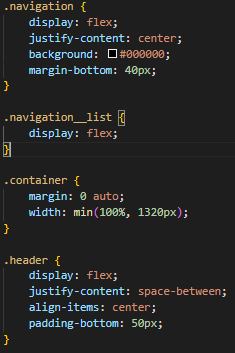 .navigation {
display: flex;
justify-content: center;
background: #000000;
margin-bottom: 40px;
}
.navigation__list {
display: flex;
}
.container {
margin: 0 auto;
width: min(100%, 1320px);
}
.header {
display: flex;
justify-content: space-between;
align-items: center;
padding-bottom: 50px;
}